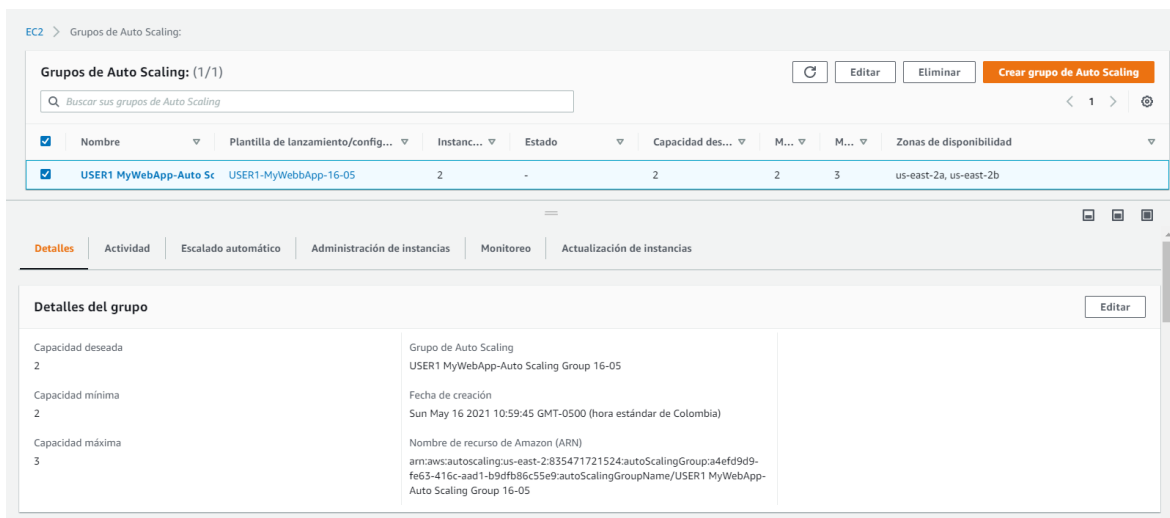 EC2 > Grupos de Auto Scaling:
Grupos de Auto Scaling: (1/1)
Editar
Eliminar
Crear grupo de Auto Scaling
Buscar sus grupos de Auto Scaling
< 1 >
Nombre Plantilla de lanzamiento/config... Instanc... Estado Capacidad des... M... M... Zonas de disponibilidad
USER1 MyWebApp-Auto Sc USER1-MyWebbApp-16-05 2 - 2 2 3 us-east-2a, us-east-2b
Detalles Actividad Escalado automático Administración de instancias Monitoreo Actualización de instancias
Detalles del grupo
Editar
Capacidad deseada
2
Capacidad mínima
2
Capacidad máxima
3
Grupo de Auto Scaling
USER1 MyWebApp-Auto Scaling Group 16-05
Fecha de creación
Sun May 16 2021 10:59:45 GMT-0500 (hora estándar de Colombia)
Nombre de recurso de Amazon (ARN)
arn:aws:autoscaling:us-east-2:835471721524:autoScalingGroup:a4efd9d9-
fe63-416c-aad1-b9dfb86c55e9:autoScalingGroupName/USER1 MyWebApp-
Auto Scaling Group 16-05